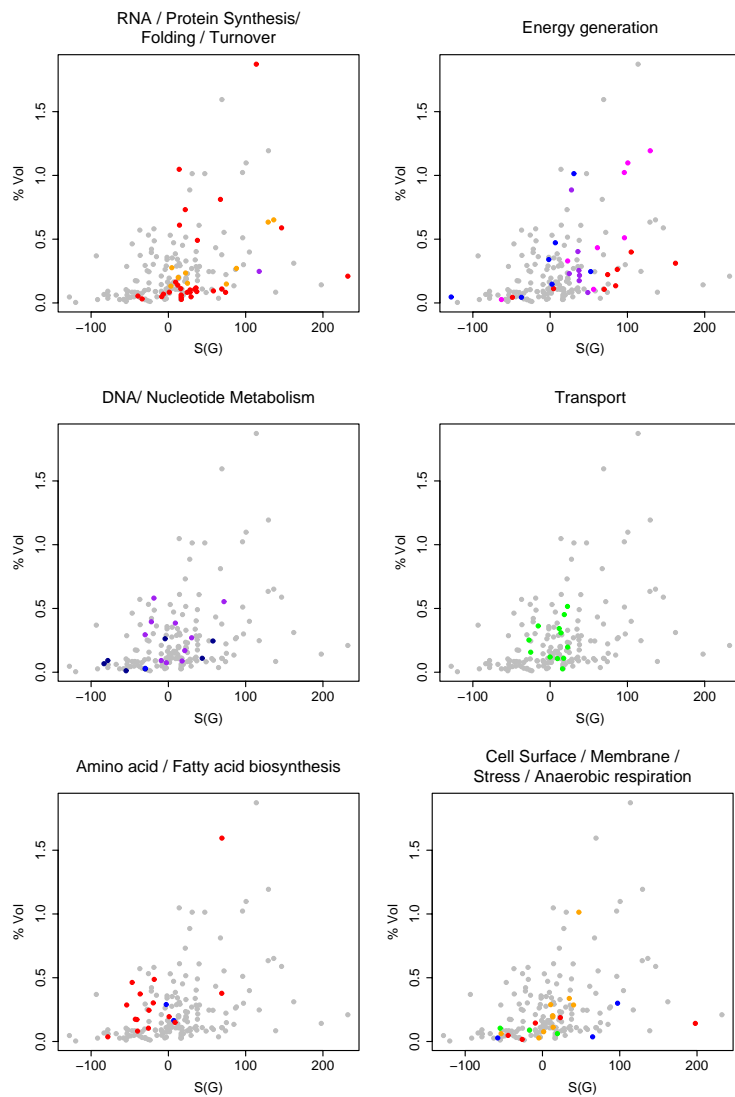 RNA / Protein Synthesis/
Folding / Turnover
Energy generation
% Vol
0.0 0.5 1.0 1.5
−100 0 100 200
S(G)
% Vol
0.0 0.5 1.0 1.5
−100 0 100 200
S(G)
DNA/ Nucleotide Metabolism
Transport
% Vol
0.0 0.5 1.0 1.5
−100 0 100 200
S(G)
% Vol
0.0 0.5 1.0 1.5
−100 0 100 200
S(G)
Amino acid / Fatty acid biosynthesis
Cell Surface / Membrane /
Stress / Anaerobic respiration
% Vol
0.0 0.5 1.0 1.5
−100 0 100 200
S(G)
% Vol
0.0 0.5 1.0 1.5
−100 0 100 200
S(G)